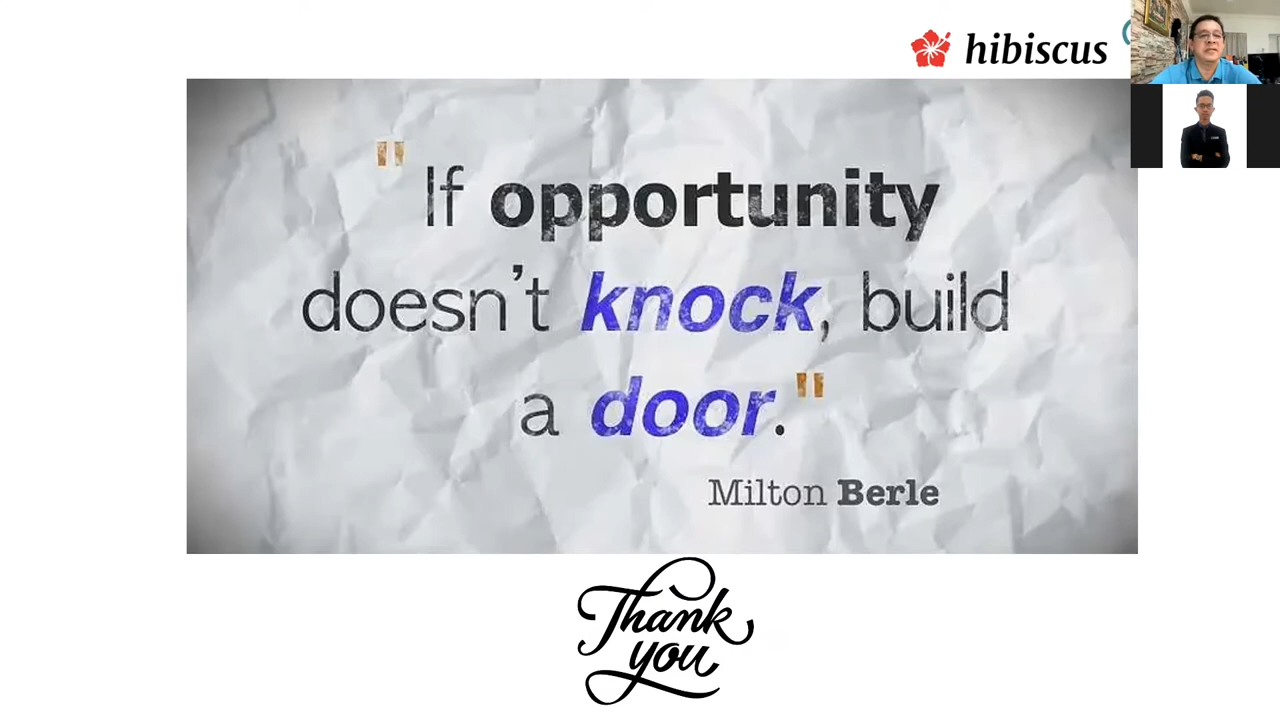 hibiscus
"If opportunity
doesn't knock, build
a door."
Milton Berle
Thank
you